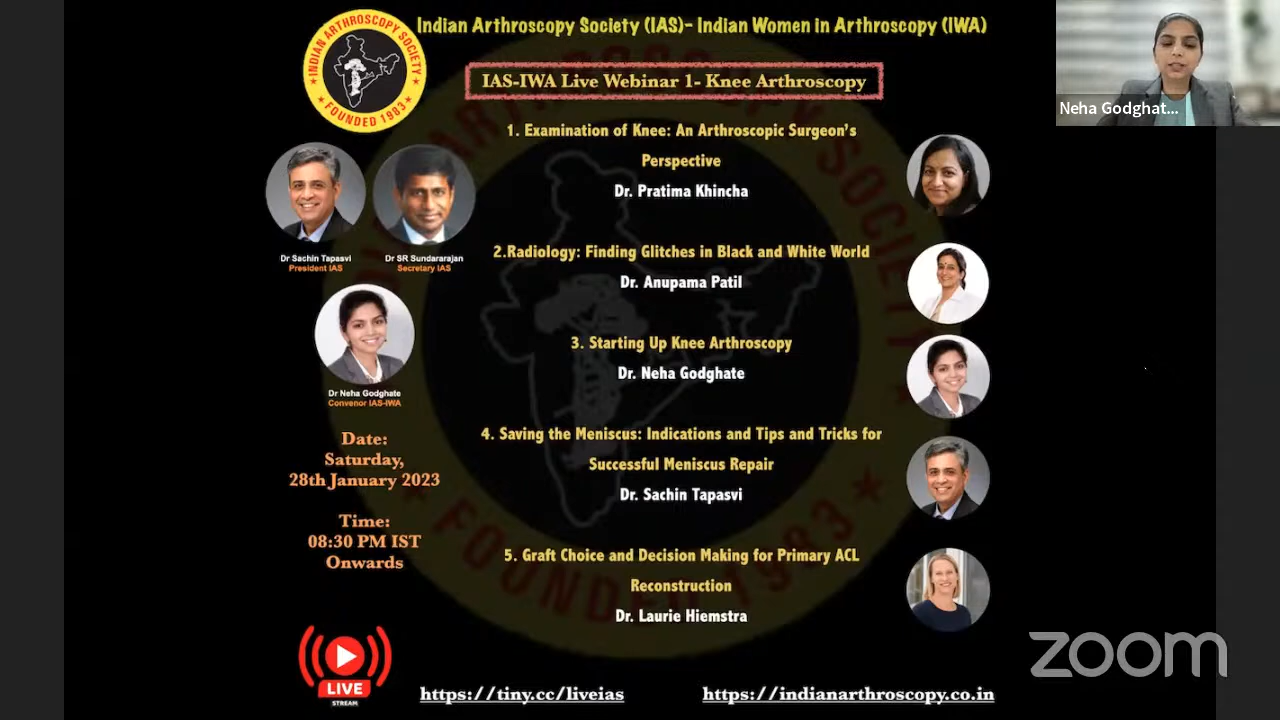 Indian Arthroscopy Society (IAS)- Indian Women in Arthroscopy (IWA)
INDIAN ARTHROSCOPY SOCIETY
FOUNDED 1983
IAS-IWA Live Webinar 1- Knee Arthroscopy
Neha Godghat...
1. Examination of Knee: An Arthroscopic Surgeon's
Perspective
Dr. Pratima Khincha
Dr Sachin Tapasvi
President IAS
Dr SR Sundararajan
Secretary IAS
2.Radiology: Finding Glitches in Black and White World
Dr. Anupama Patil
3. Starting Up Knee Arthroscopy
Dr. Neha Godghate
Dr Neha Godghate
Convenor IAS-IWA
4. Saving the Meniscus: Indications and Tips and Tricks for
Successful Meniscus Repair
Dr. Sachin Tapasvi
Date:
Saturday,
28th January 2023
Time:
08:30 PM IST
Onwards
5. Graft Choice and Decision Making for Primary ACL
Reconstruction
Dr. Laurie Hiemstra
LIVE
STREAM
https://tiny.cc/liveias
https://indianarthroscopy.co.in
zoom